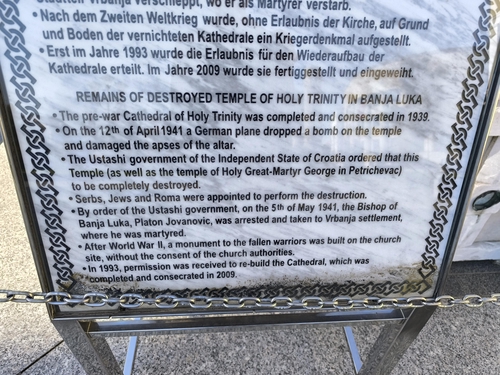 Stadtteil Vrbanja verschleppt, wo er als Märtyrer verstarb.
• Nach dem Zweiten Weltkrieg wurde, ohne Erlaubnis der Kirche, auf Grund
und Boden der vernichteten Kathedrale ein Kriegerdenkmal aufgestellt.
• Erst im Jahre 1993 wurde die Erlaubnis für den Wiederaufbau der
Kathedrale erteilt. Im Jahre 2009 wurde sie fertiggestellt und eingeweiht.
REMAINS OF DESTROYED TEMPLE OF HOLY TRINITY IN BANJA LUKA
• The pre-war Cathedral of Holy Trinity was completed and consecrated in 1939.
• On the 12th of April 1941 a German plane dropped a bomb on the temple
and damaged the apses of the altar.
• The Ustashi government of the Independent State of Croatia ordered that this
Temple (as well as the temple of Holy Great-Martyr George in Petrichevac)
to be completely destroyed.
• Serbs, Jews and Roma were appointed to perform the destruction.
• By order of the Ustashi government, on the 5th of May 1941, the Bishop of
Banja Luka, Platon Jovanovic, was arrested and taken to Vrbanja settlement,
where he was martyred.
• After World War II, a monument to the fallen warriors was built on the church
site, without the consent of the church authorities.
• In 1993, permission was received to re-build the Cathedral, which was
completed and consecrated in 2009.